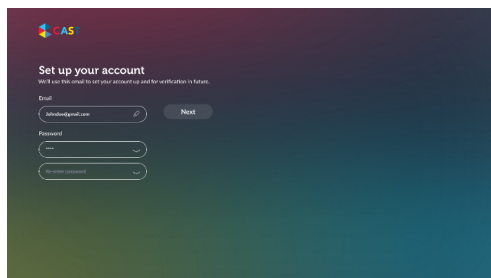 CAST
Set up your account
We'll use this email to set your account up and for verification in future.
Email
Johndoe@gmail.com
Next
Password
••••
Re-enter password